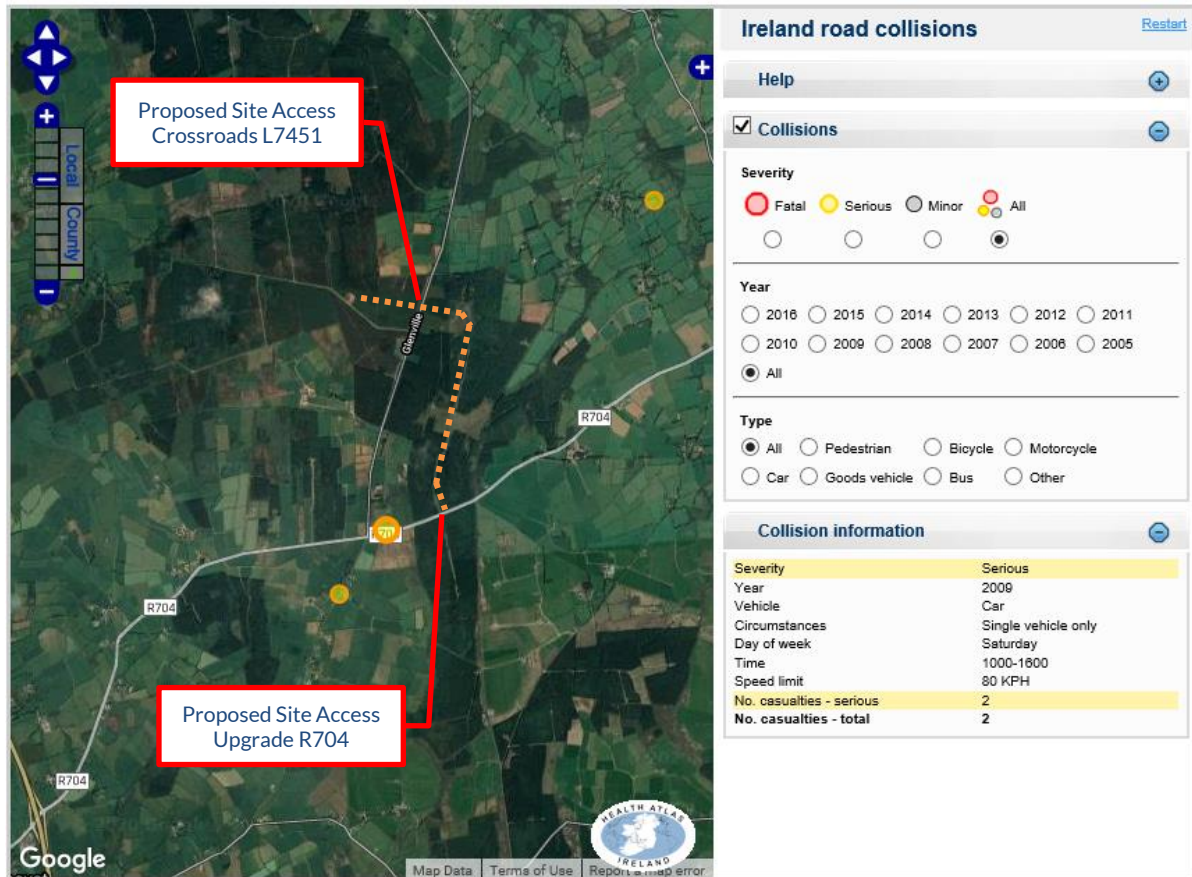 Proposed Site Access
Crossroads L7451
Local
County
Glenville
R704
R704
R704
Proposed Site Access
Upgrade R704
HEALTH ATLAS
IRELAND
Google
Map Data
Terms of Use
Report a map error
Ireland road collisions
Restart
Help
Collisions
Severity
Fatal Serious Minor All
Year
2016 2015 2014 2013 2012 2011
2010 2009 2008 2007 2006 2005
All
Type
All Pedestrian Bicycle Motorcycle
Car Goods vehicle Bus Other
Collision information
Severity Serious
Year 2009
Vehicle Car
Circumstances Single vehicle only
Day of week Saturday
Time 1000-1600
Speed limit 80 KPH
No. casualties - serious 2
No. casualties - total 2